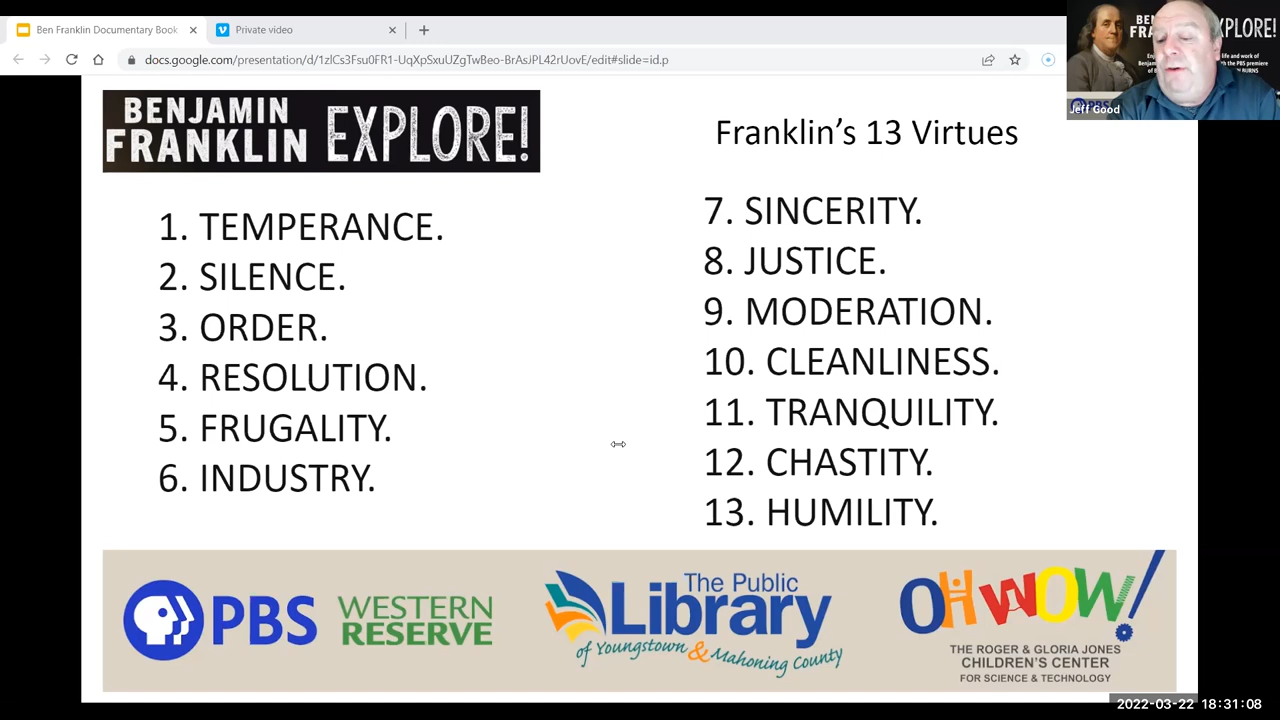 Ben Franklin Documentary Book
Private video
docs.google.com/presentation/d/1zlCs3Fsu0FR1-UqXpSxuUZgTwBeo-BrAsJhK42rUovE/edit#slide=id.p
Jeff Good
BENJAMIN
FRANKLIN EXPLORE!
Franklin's 13 Virtues
1. TEMPERANCE.
2. SILENCE.
3. ORDER.
4. RESOLUTION.
5. FRUGALITY.
6. INDUSTRY.
7. SINCERITY.
8. JUSTICE.
9. MODERATION.
10. CLEANLINESS.
11. TRANQUILITY.
12. CHASTITY.
13. HUMILITY.
PBS
WESTERN
RESERVE
The Public
Library
of Youngstown & Mahoning County
OH WOW!
THE ROGER & GLORIA JONES
CHILDREN'S CENTER
FOR SCIENCE & TECHNOLOGY
2022-03-22 18:31:08